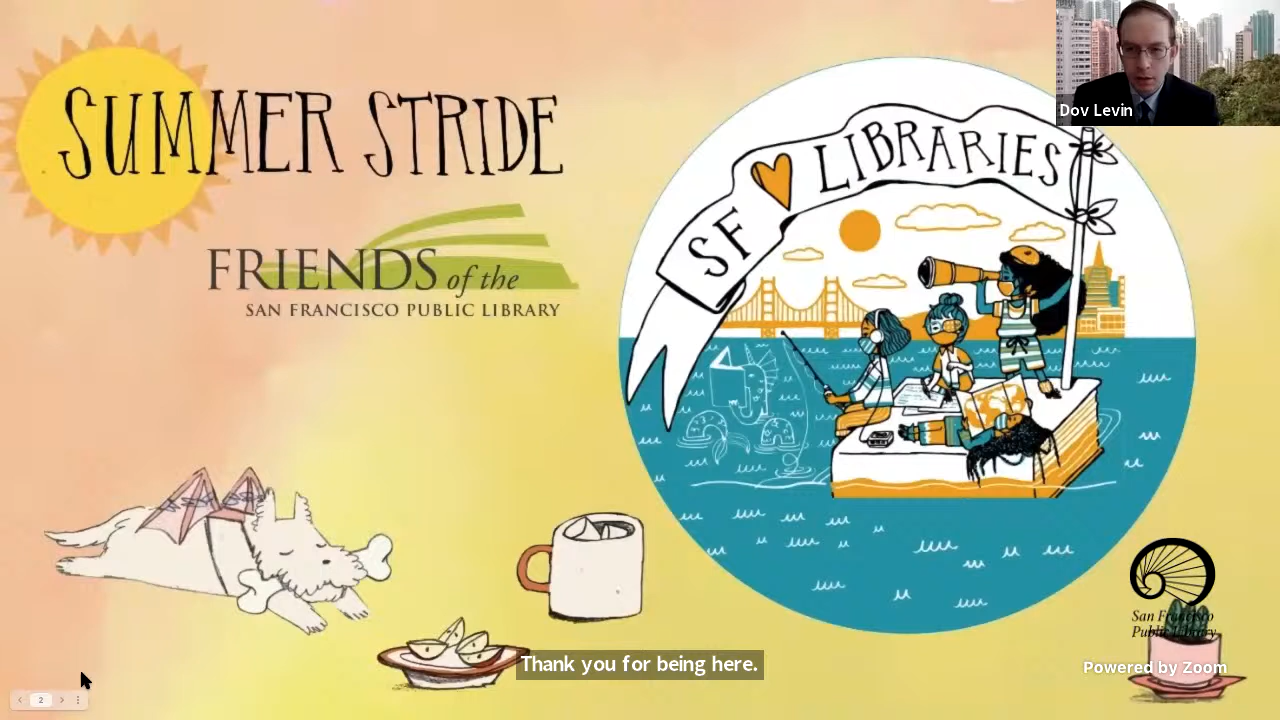 SUMMER STRIDE
FRIENDS of the
SAN FRANCISCO PUBLIC LIBRARY
SF LIBRARIES
Dov Levin
San Francisco
Public Library
Thank you for being here.
Powered by Zoom
2